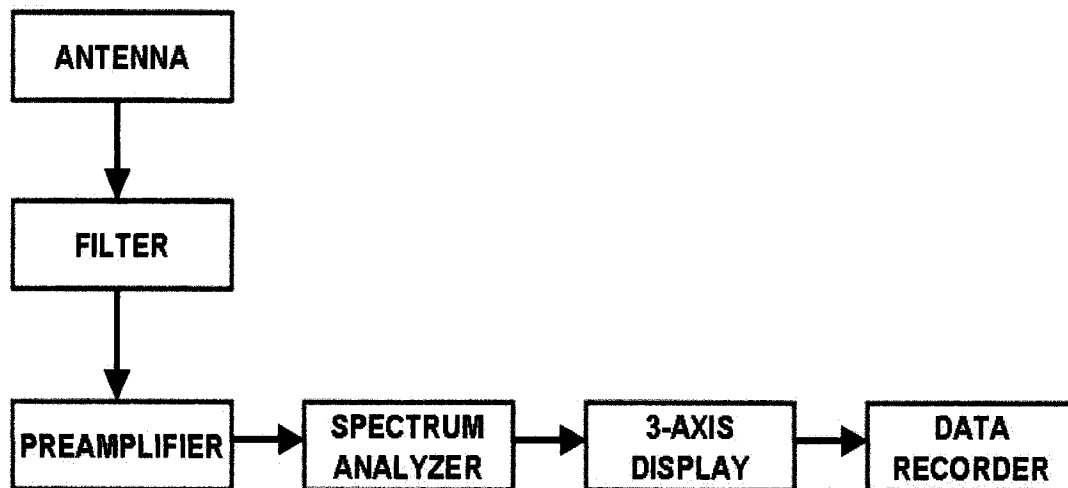 ANTENNA
FILTER
PREAMPLIFIER
SPECTRUM
ANALYZER
3-AXIS
DISPLAY
DATA
RECORDER